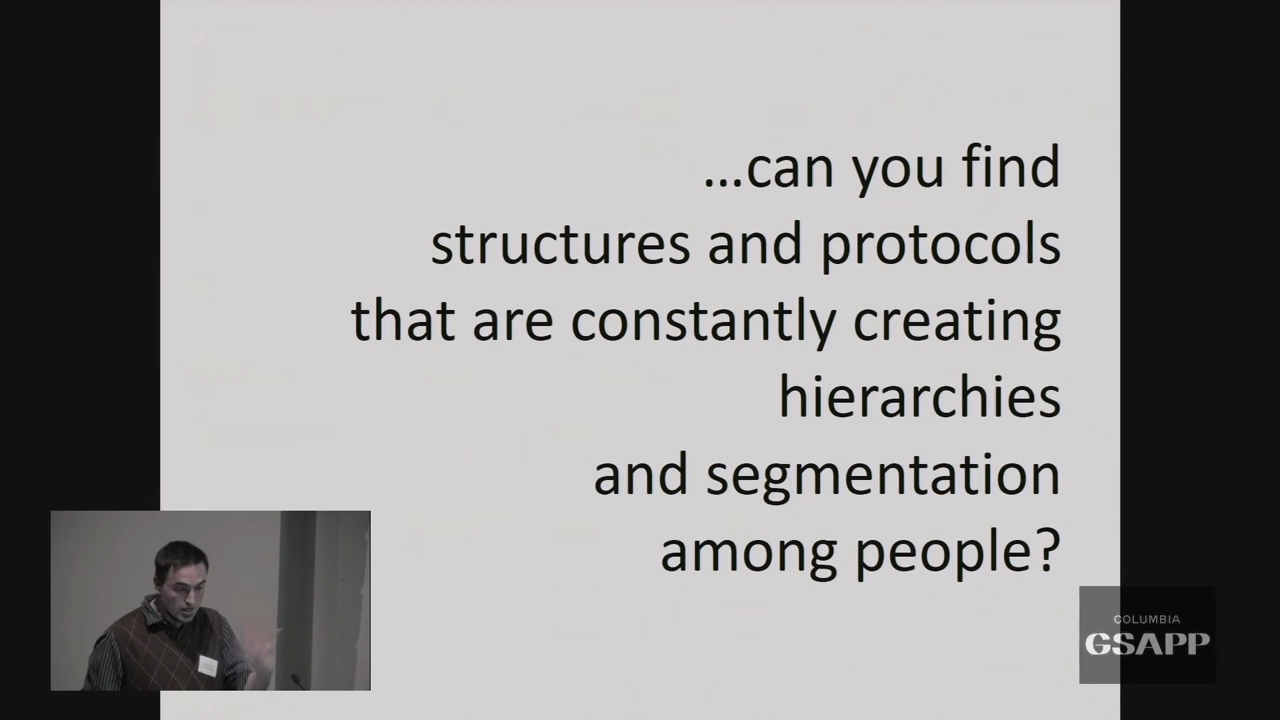 ...can you find
structures and protocols
that are constantly creating
hierarchies
and segmentation
among people?
COLUMBIA
GSAPP